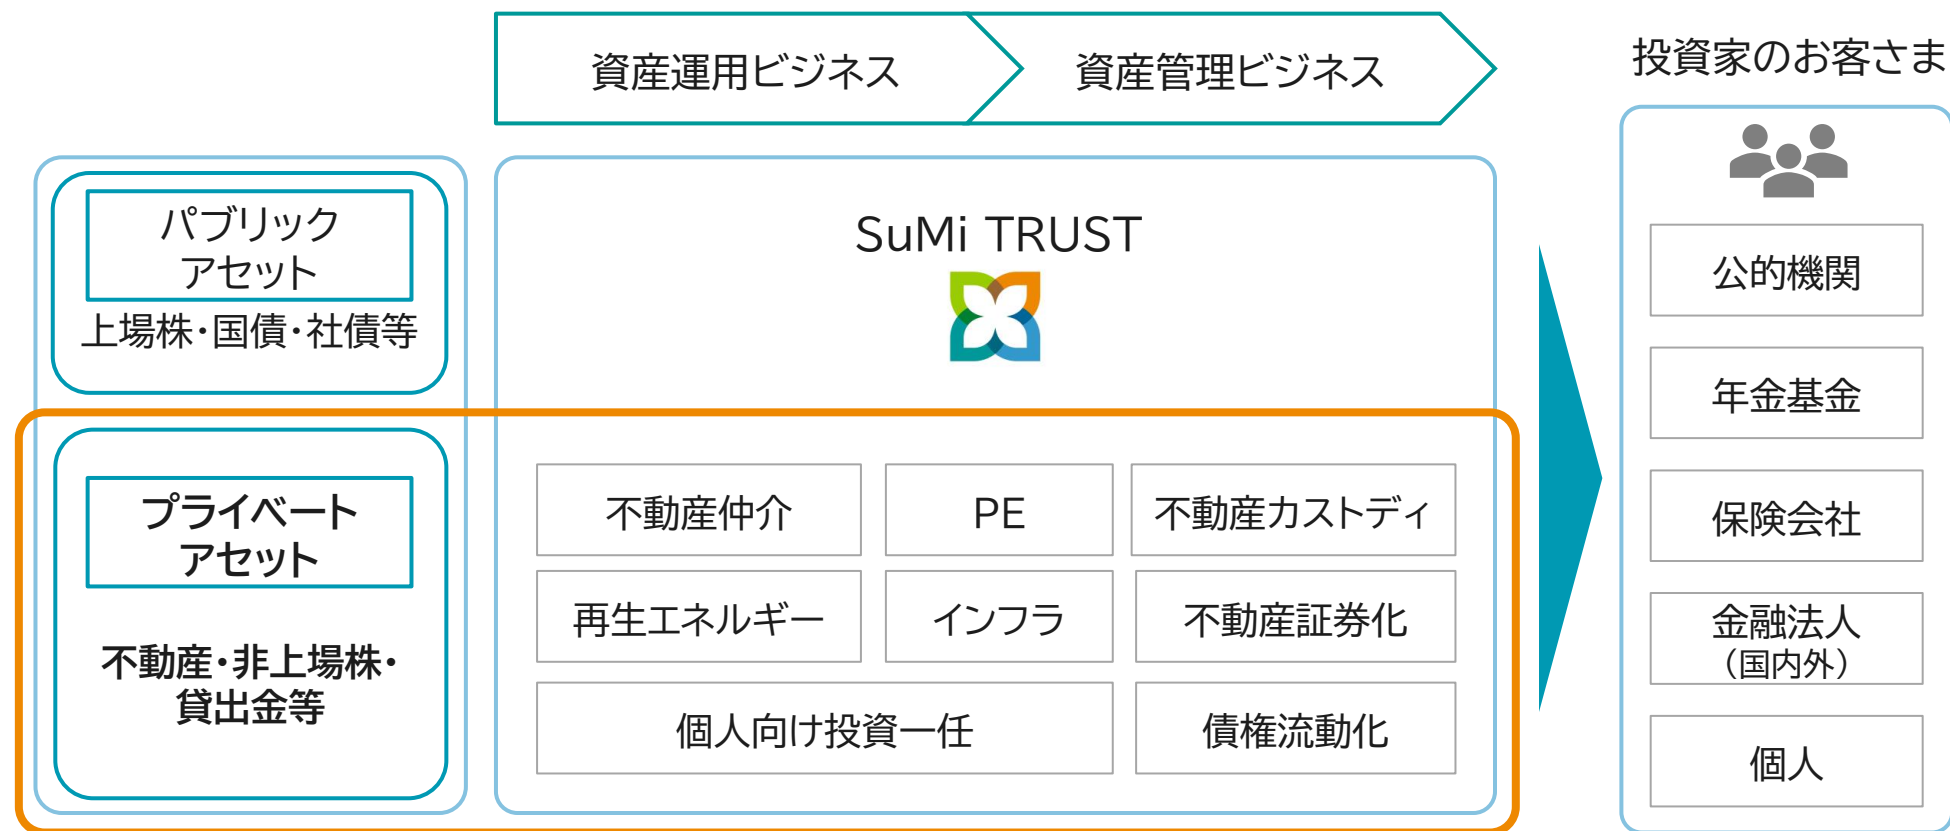 資産運用ビジネス
資産管理ビジネス
投資家のお客さま
パブリック
アセット
上場株・国債・社債等
プライベート
アセット
不動産・非上場株・
貸出金等
SuMi TRUST
不動産仲介
PE
不動産カストディ
再生エネルギー
インフラ
不動産証券化
個人向け投資一任
債権流動化
公的機関
年金基金
保険会社
金融法人
（国内外）
個人